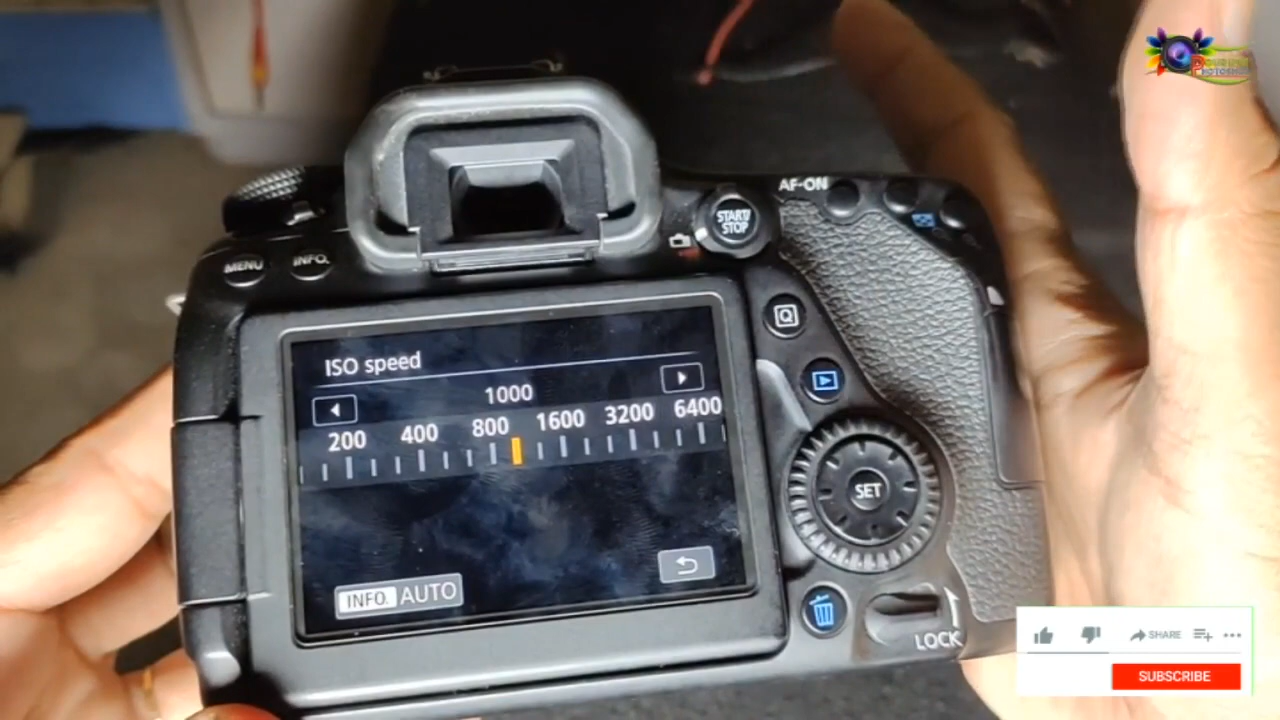 AF-ON
START/
STOP
MENU
INFO.
Q
ISO speed
1000
200 400 800 1600 3200 6400
INFO. AUTO
SET
LOCK
SHARE
SUBSCRIBE